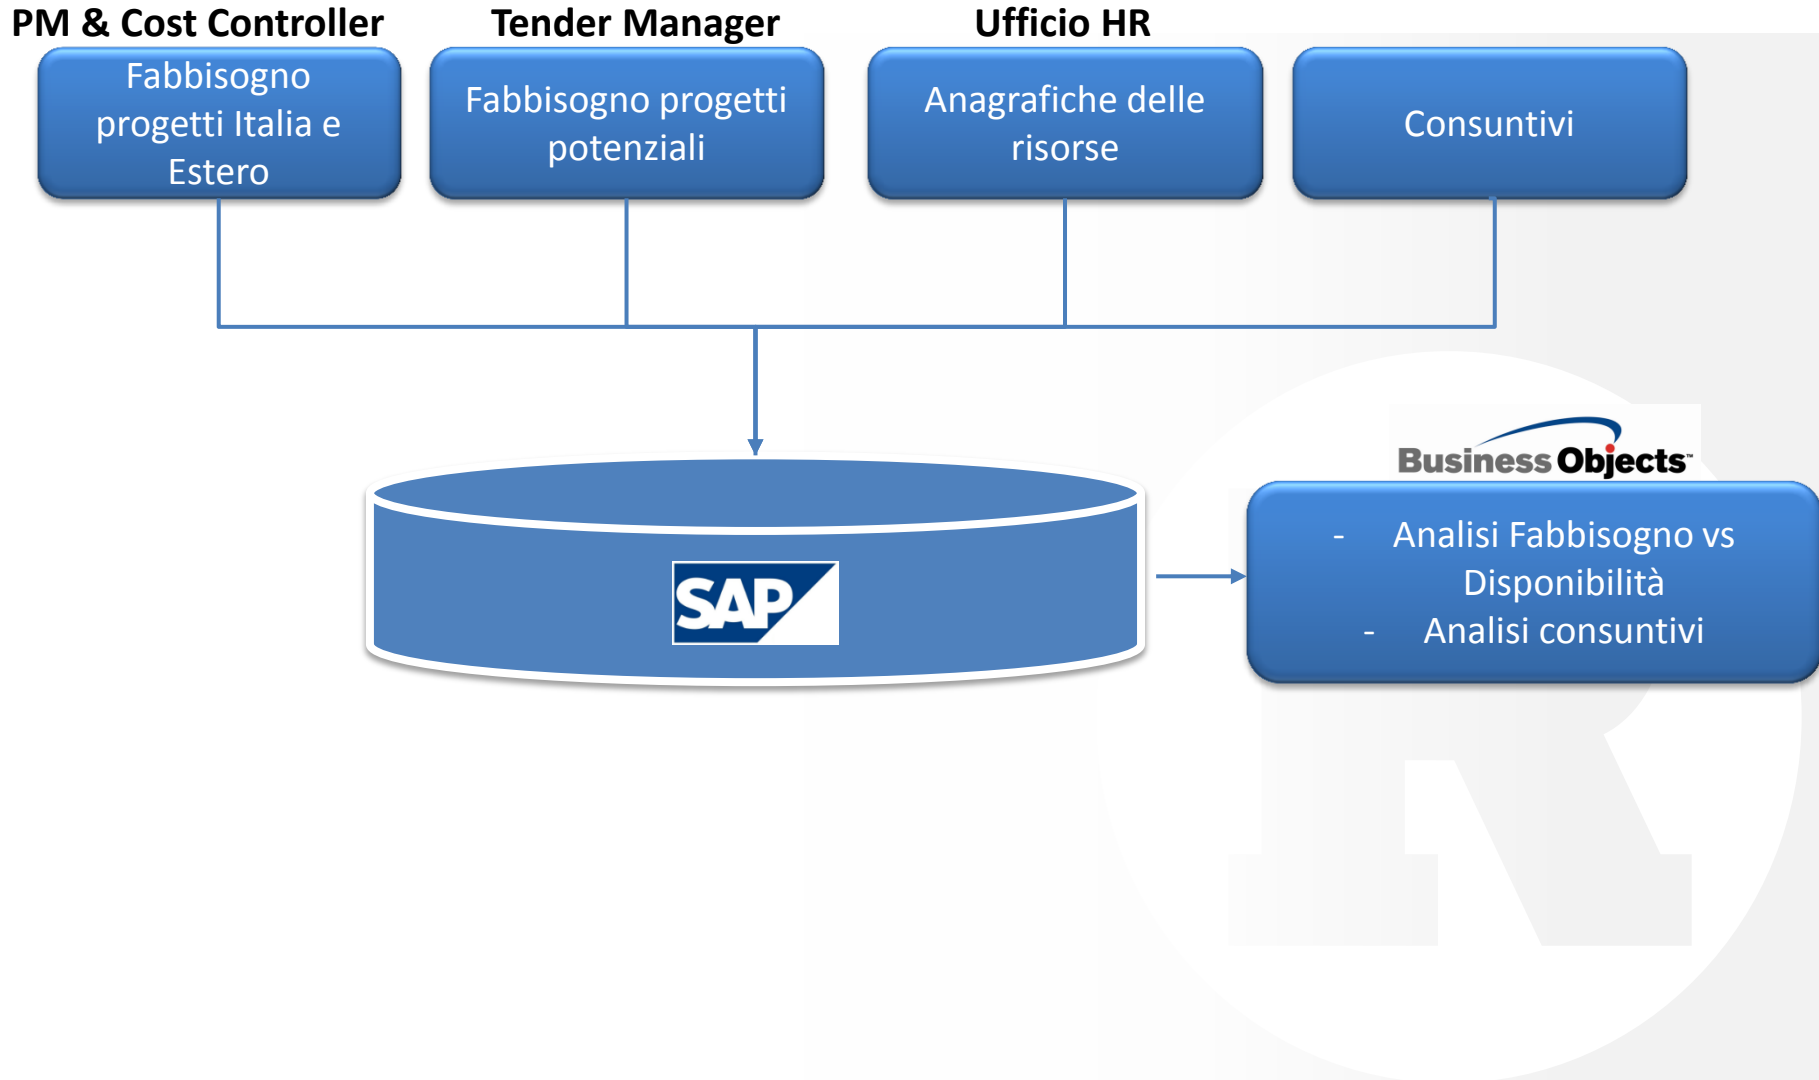 PM & Cost Controller
Tender Manager
Ufficio HR
Fabbisogno
progetti Italia e
Estero
Fabbisogno progetti
potenziali
Anagrafiche delle
risorse
Consuntivi
SAP
Business Objects™
- Analisi Fabbisogno vs
Disponibilità
- Analisi consuntivi
R